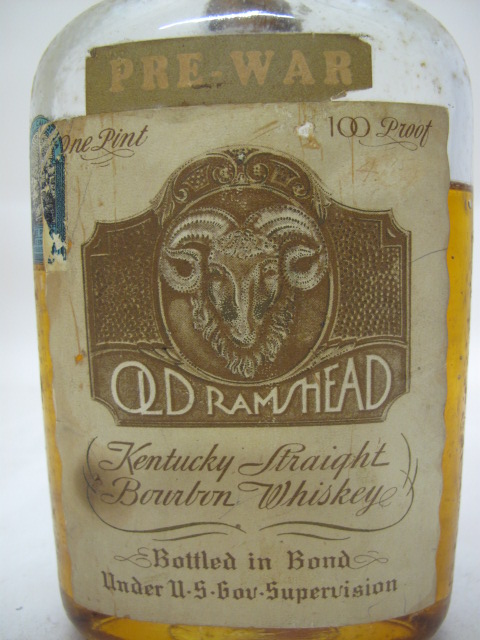 PRE-WAR
One Pint 100 Proof
OLD RAMSHEAD
Kentucky Straight
Bourbon Whiskey
Bottled in Bond
Under U·S·Gov·Supervision